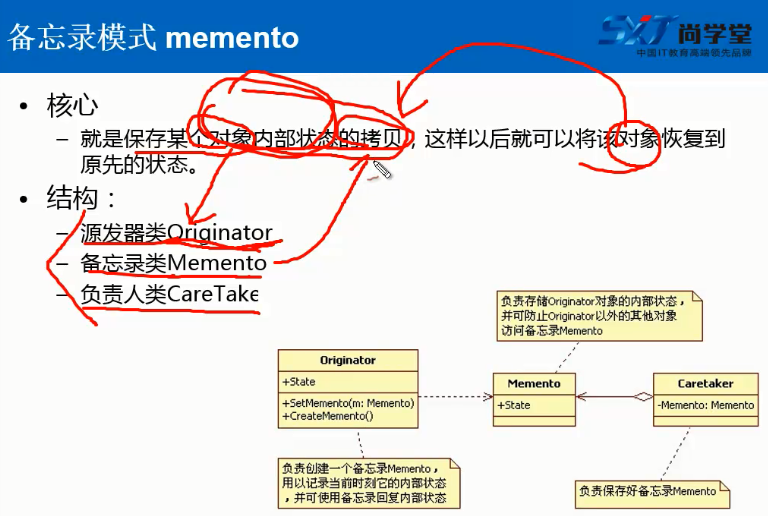 备忘录模式 memento
SXT 尚学堂
中国IT教育高端领先品牌
• 核心
– 就是保存某个对象内部状态的拷贝，这样以后就可以将该对象恢复到
原先的状态。
• 结构：
– 源发器类Originator
– 备忘录类Memento
– 负责人类CareTake
负责存储Originator对象的内部状态，
并可防止Originator以外的其他对象
访问备忘录Memento
Originator
+State
+SetMemento(m: Memento)
+CreateMemento()
Memento
+State
Caretaker
-Memento: Memento
负责创建一个备忘录Memento，
用以记录当前时刻它的内部状态
，并可使用备忘录回复内部状态
负责保存好备忘录Memento